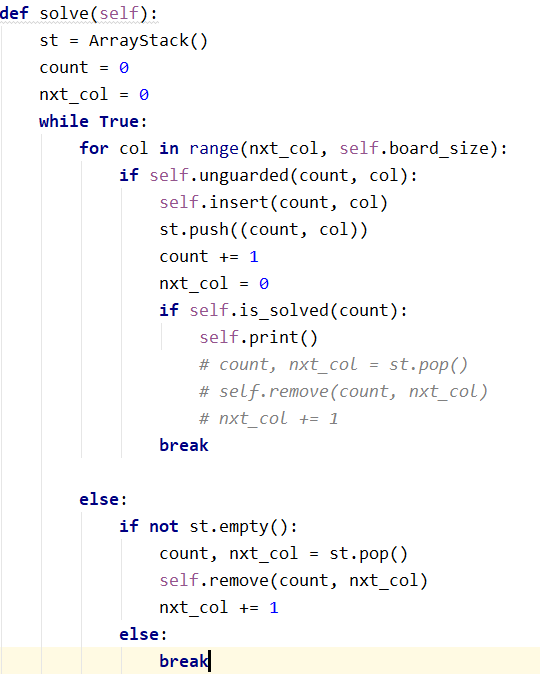 def solve(self):
    st = ArrayStack()
    count = 0
    nxt_col = 0
    while True:
        for col in range(nxt_col, self.board_size):
            if self.unguarded(count, col):
                self.insert(count, col)
                st.push((count, col))
                count += 1
                nxt_col = 0
                if self.is_solved(count):
                    self.print()
                    # count, nxt_col = st.pop()
                    # self.remove(count, nxt_col)
                    # nxt_col += 1
                break

        else:
            if not st.empty():
                count, nxt_col = st.pop()
                self.remove(count, nxt_col)
                nxt_col += 1
            else:
                break